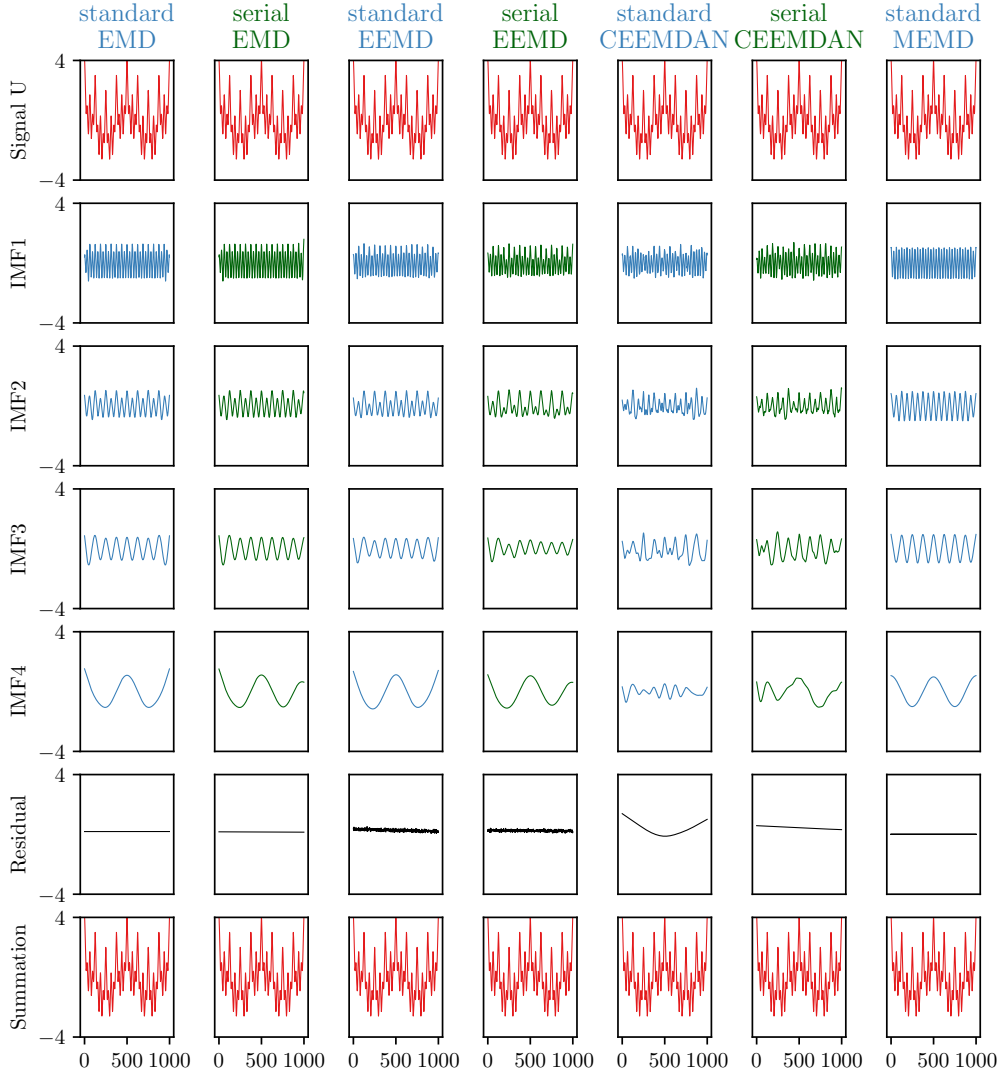 standard serial standard serial standard serial standard
EMD EMD EEMD EEMD CEEMDAN CEEMDAN MEMD
4
Signal U
−4
4
IMF1
−4
4
IMF2
−4
4
IMF3
−4
4
IMF4
−4
4
Residual
−4
4
Summation
−4
0 500 1000 0 500 1000 0 500 1000 0 500 1000 0 500 1000 0 500 1000 0 500 1000